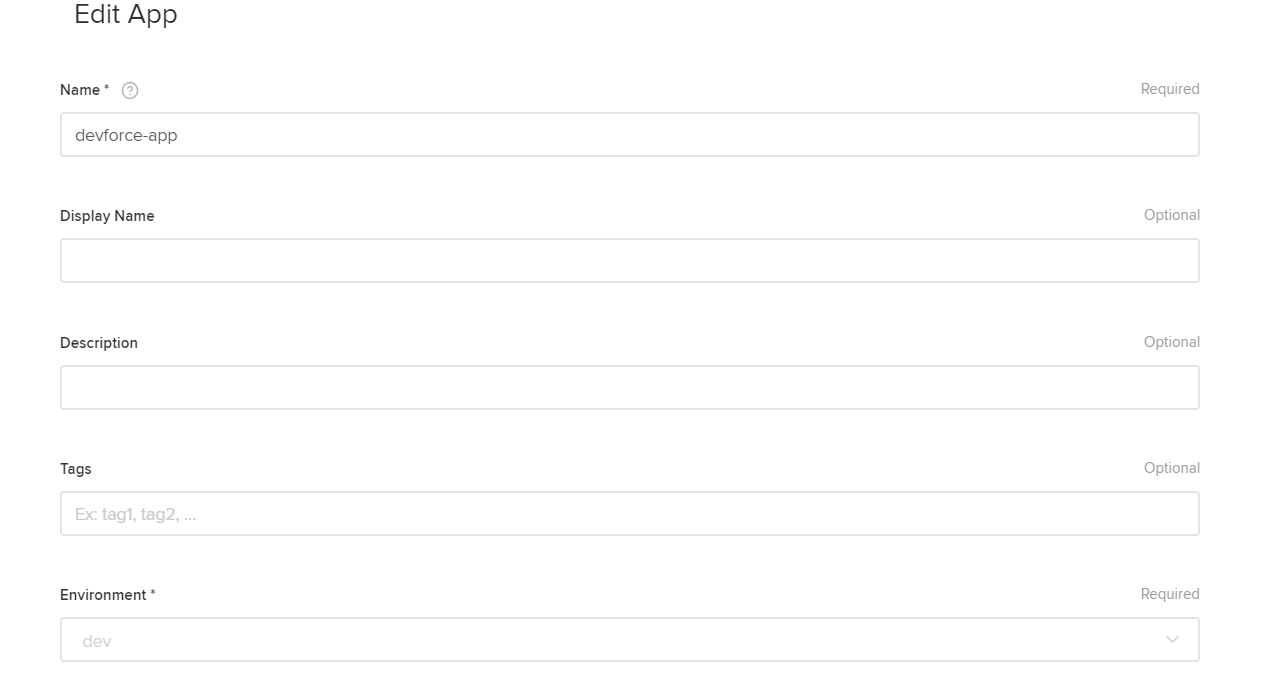 Edit App
Name * ?
Required
devforce-app
Display Name
Optional
Description
Optional
Tags
Optional
Ex: tag1, tag2, ...
Environment *
Required
dev